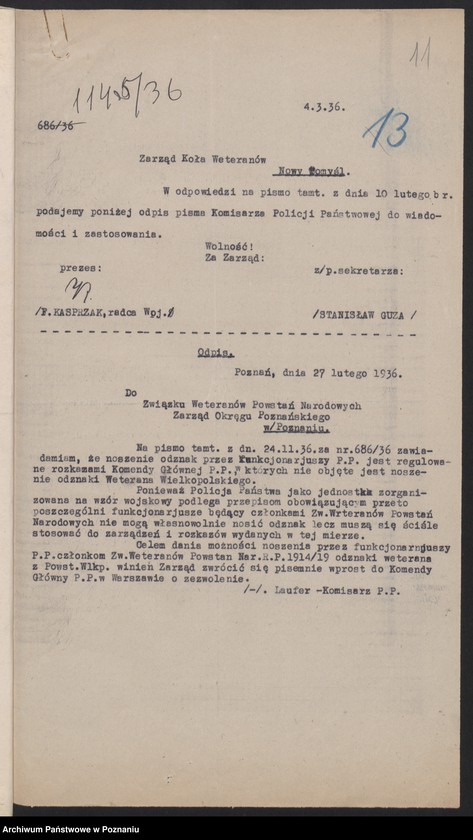 11
1145/36
4.3.36.
686/36
13
Zarząd Koła Weteranów
Nowy Tomyśl.
W odpowiedzi na pismo tamt. z dnia 10 lutego b r.
podajemy poniżej odpis pisma Komisarza Policji Państwowej do wiado-
mości i zastosowania.
Wolność!
Za Zarząd:
prezes: z/p.sekretarza:
/F.KASPRZAK,radca Wpj./ /STANISŁAW GUZA /
Odpis.
Poznań, dnia 27 lutego 1936.
Do
Związku Weteranów Powstań Narodowych
Zarząd Okręgu Poznańskiego
w/Poznaniu.
Na pismo tamt. z dn. 24.11.36.za nr.686/36 zawia-
damiam, że noszenie odznak przez funkcjonarjuszy P.P. jest regulowa-
ne rozkazami Komendy Głównej P.P., których nie objęte jest nosze-
nie odznaki Weterana Wielkopolskiego.
Ponieważ Policja Państwa jako jednostka zorgani-
zowana na wzór wojskowy podlega przepisom obowiązującym przeto
poszczególni funkcjonarjusze będący członkami Zw.Wrteranów Powstań
Narodowych nie mogą własnowolnie nosić odznak lecz muszą się ściśle
stosować do zarządzeń i rozkazów wydanych w tej mierze.
Celem dania możności noszenia przez funkcjonarnjuszy
P.P.członkom Zw.Weteranów Powstan Nar.R.P.1914/19 odznaki weterana
z Powst.Wlkp. winien Zarząd zwrócić się pisemnie wprost do Komendy
Główny P.P.w Warszawie o zezwolenie.
/-/. Laufer -Komisarz P.P.
Archiwum Państwowe w Poznaniu